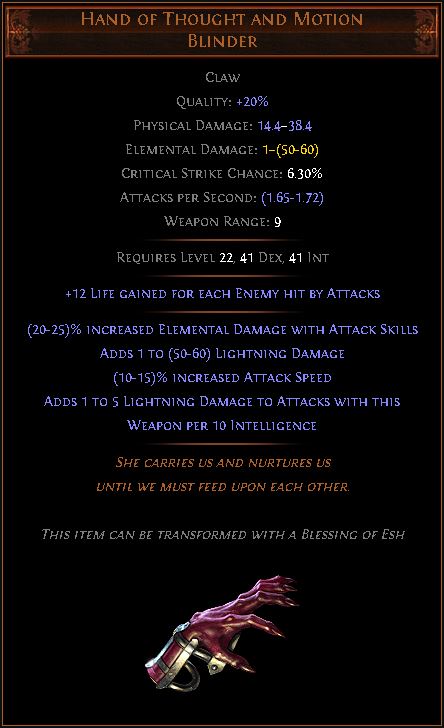 Hand of Thought and Motion
Blinder
Claw
Quality: +20%
Physical Damage: 14.4–38.4
Elemental Damage: 1–(50-60)
Critical Strike Chance: 6.30%
Attacks per Second: (1.65-1.72)
Weapon Range: 9
Requires Level 22, 41 Dex, 41 Int
+12 Life gained for each Enemy hit by Attacks
(20-25)% increased Elemental Damage with Attack Skills
Adds 1 to (50-60) Lightning Damage
(10-15)% increased Attack Speed
Adds 1 to 5 Lightning Damage to Attacks with this
Weapon per 10 Intelligence
She carries us and nurtures us
until we must feed upon each other.
This item can be transformed with a Blessing of Esh